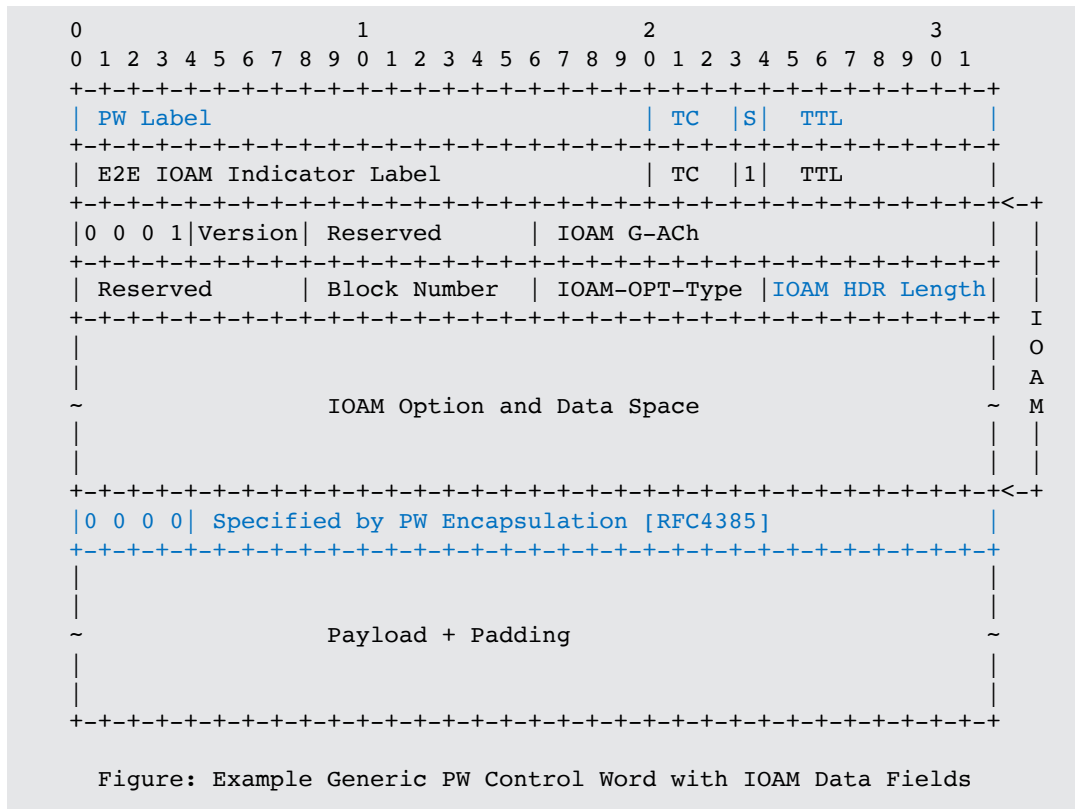 0                   1                   2                   3
0 1 2 3 4 5 6 7 8 9 0 1 2 3 4 5 6 7 8 9 0 1 2 3 4 5 6 7 8 9 0 1
+-+-+-+-+-+-+-+-+-+-+-+-+-+-+-+-+-+-+-+-+-+-+-+-+-+-+-+-+-+-+-+-+
| PW Label                              | TC  |S|  TTL          |
+-+-+-+-+-+-+-+-+-+-+-+-+-+-+-+-+-+-+-+-+-+-+-+-+-+-+-+-+-+-+-+-+
| E2E IOAM Indicator Label              | TC  |1|  TTL          |
+-+-+-+-+-+-+-+-+-+-+-+-+-+-+-+-+-+-+-+-+-+-+-+-+-+-+-+-+-+-+-+-+<-+
|0 0 0 1|Version| Reserved      | IOAM G-ACh                    |  |
+-+-+-+-+-+-+-+-+-+-+-+-+-+-+-+-+-+-+-+-+-+-+-+-+-+-+-+-+-+-+-+-+  |
| Reserved      | Block Number  | IOAM-OPT-Type |IOAM HDR Length|  |
+-+-+-+-+-+-+-+-+-+-+-+-+-+-+-+-+-+-+-+-+-+-+-+-+-+-+-+-+-+-+-+-+  I
|                                                               |  O
|                                                               |  A
~                 IOAM Option and Data Space                    ~  M
|                                                               |  |
|                                                               |  |
+-+-+-+-+-+-+-+-+-+-+-+-+-+-+-+-+-+-+-+-+-+-+-+-+-+-+-+-+-+-+-+-+<-+
|0 0 0 0| Specified by PW Encapsulation [RFC4385]               |
+-+-+-+-+-+-+-+-+-+-+-+-+-+-+-+-+-+-+-+-+-+-+-+-+-+-+-+-+-+-+-+-+
|                                                               |
|                                                               |
~                 Payload + Padding                             ~
|                                                               |
|                                                               |
+-+-+-+-+-+-+-+-+-+-+-+-+-+-+-+-+-+-+-+-+-+-+-+-+-+-+-+-+-+-+-+-+
Figure: Example Generic PW Control Word with IOAM Data Fields